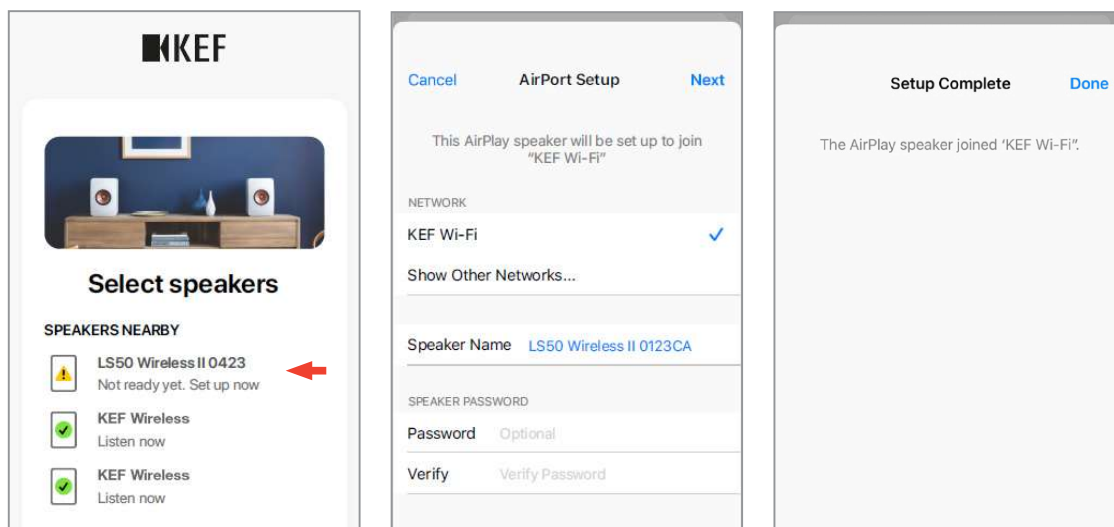 KEF
Select speakers
SPEAKERS NEARBY
LS50 Wireless II 0423
Not ready yet. Set up now
KEF Wireless
Listen now
KEF Wireless
Listen now
Cancel AirPort Setup Next
This AirPlay speaker will be set up to join
“KEF Wi-Fi”
NETWORK
KEF Wi-Fi
Show Other Networks...
Speaker Name LS50 Wireless II 0123CA
SPEAKER PASSWORD
Password Optional
Verify Verify Password
Setup Complete Done
The AirPlay speaker joined ‘KEF Wi-Fi”.